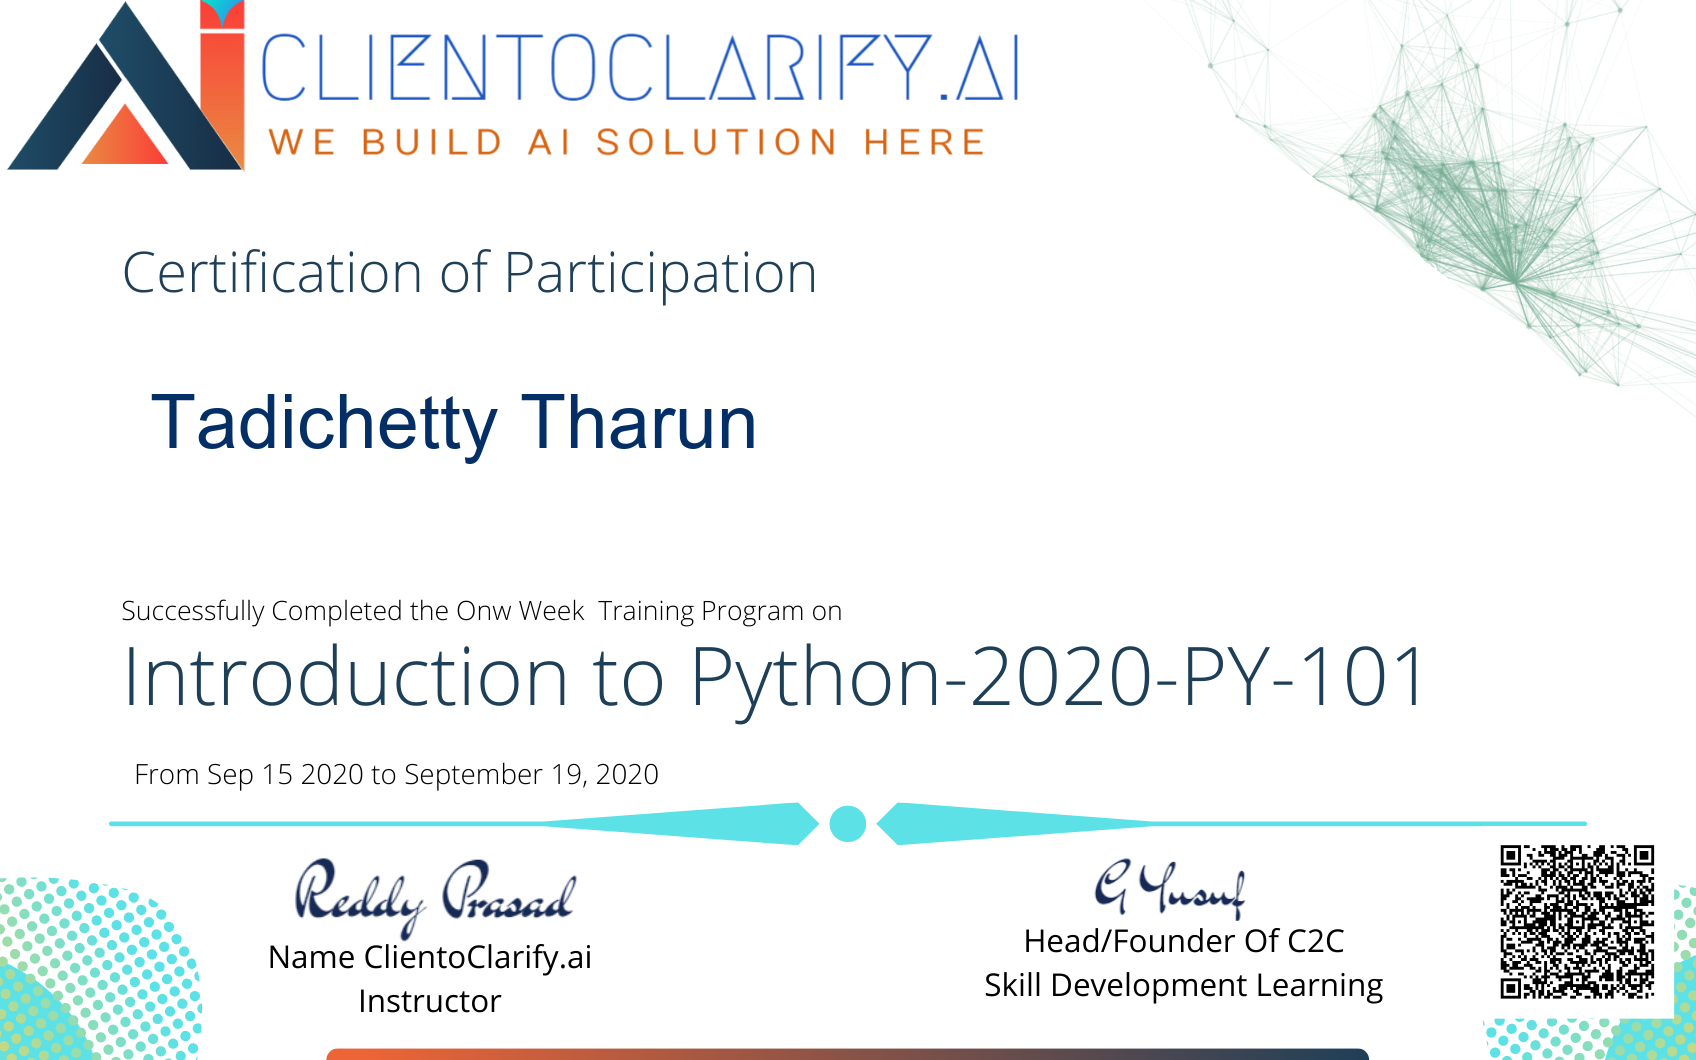 CLIENTOCLARIFY.AI
WE BUILD AI SOLUTION HERE
Certification of Participation
Tadichetty Tharun
Successfully Completed the Onw Week  Training Program on
Introduction to Python-2020-PY-101
From Sep 15 2020 to September 19, 2020
Reddy Prasad
Name ClientoClarify.ai
Instructor
G Yusuf
Head/Founder Of C2C
Skill Development Learning